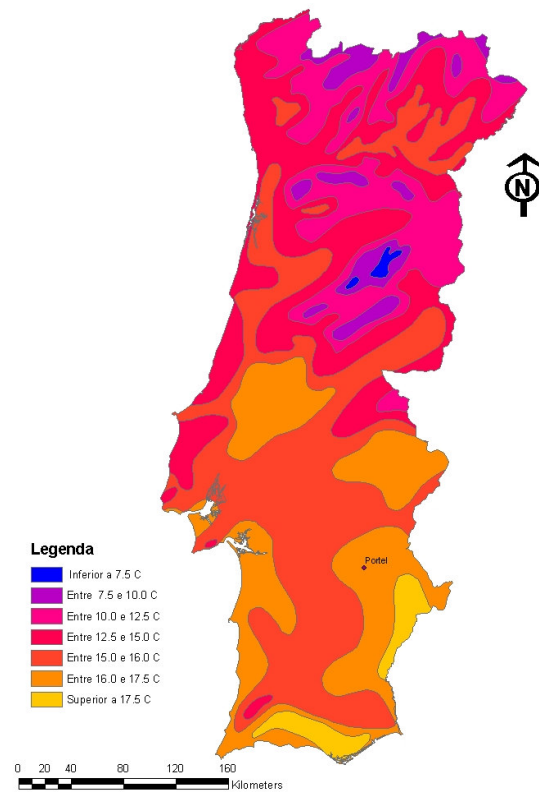 N
Portel
Legenda
Inferior a 7.5 C
Entre 7.5 e 10.0 C
Entre 10.0 e 12.5 C
Entre 12.5 e 15.0 C
Entre 15.0 e 16.0 C
Entre 16.0 e 17.5 C
Superior a 17.5 C
0 20 40 80 120 160
Kilometers